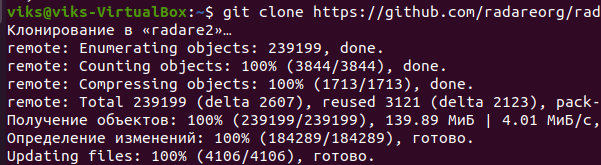 viks@viks-VirtualBox:~$ git clone https://github.com/radareorg/rad
Клонирование в «radare2»…
remote: Enumerating objects: 239199, done.
remote: Counting objects: 100% (3844/3844), done.
remote: Compressing objects: 100% (1713/1713), done.
remote: Total 239199 (delta 2607), reused 3121 (delta 2123), pack-
Получение объектов: 100% (239199/239199), 139.89 МиБ | 4.01 МиБ/с,
Определение изменений: 100% (184289/184289), готово.
Updating files: 100% (4106/4106), готово.